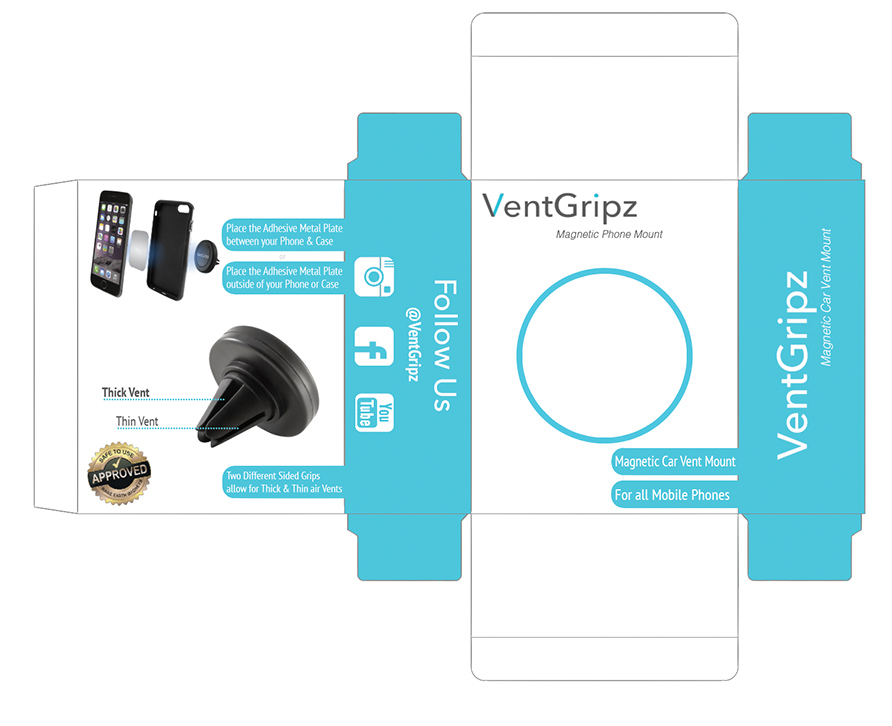 Place the Adhesive Metal Plate
between your Phone & Case
or
Place the Adhesive Metal Plate
outside of your Phone or Case
Thick Vent
Thin Vent
SAFE TO USE
APPROVED
RARE EARTH MAGNETS
Two Different Sided Grips
allow for Thick & Thin air Vents
Follow Us
@VentGripz
You
Tube
VentGripz
Magnetic Phone Mount
Magnetic Car Vent Mount
For all Mobile Phones
VentGripz
Magnetic Car Vent Mount